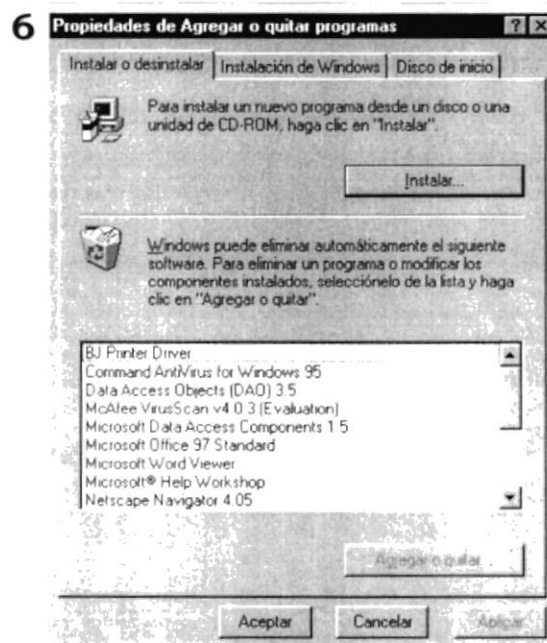 6
Propiedades de Agregar o quitar programas
Instalar o desinstalar Instalación de Windows Disco de inicio
Para instalar un nuevo programa desde un disco o una
unidad de CD-ROM, haga clic en "Instalar".
Instalar...
Windows puede eliminar automáticamente el siguiente
software. Para eliminar un programa o modificar los
componentes instalados, selecciónelo de la lista y haga
clic en "Agregar o quitar".
BJ Printer Driver
Command AntiVirus for Windows 95
Data Access Objects (DAO) 3.5
McAfee VirusScan v4.0.3 (Evaluation)
Microsoft Data Access Components 1.5
Microsoft Office 97 Standard
Microsoft Word Viewer
Microsoft® Help Workshop
Netscape Navigator 4.05
Agregar o quitar
Aceptar Cancelar Aplicar